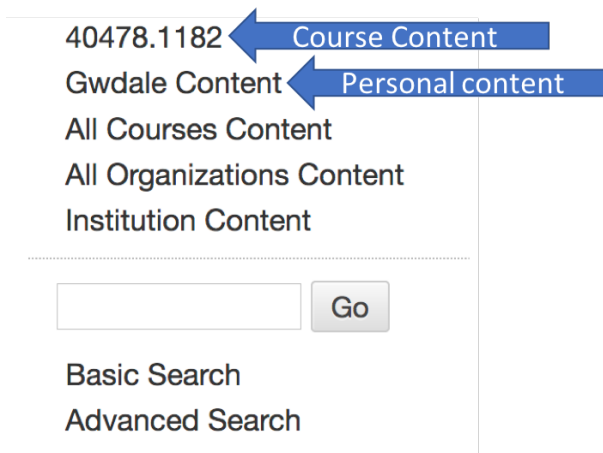 40478.1182 Course Content
Gwdale Content Personal content
All Courses Content
All Organizations Content
Institution Content
Go
Basic Search
Advanced Search